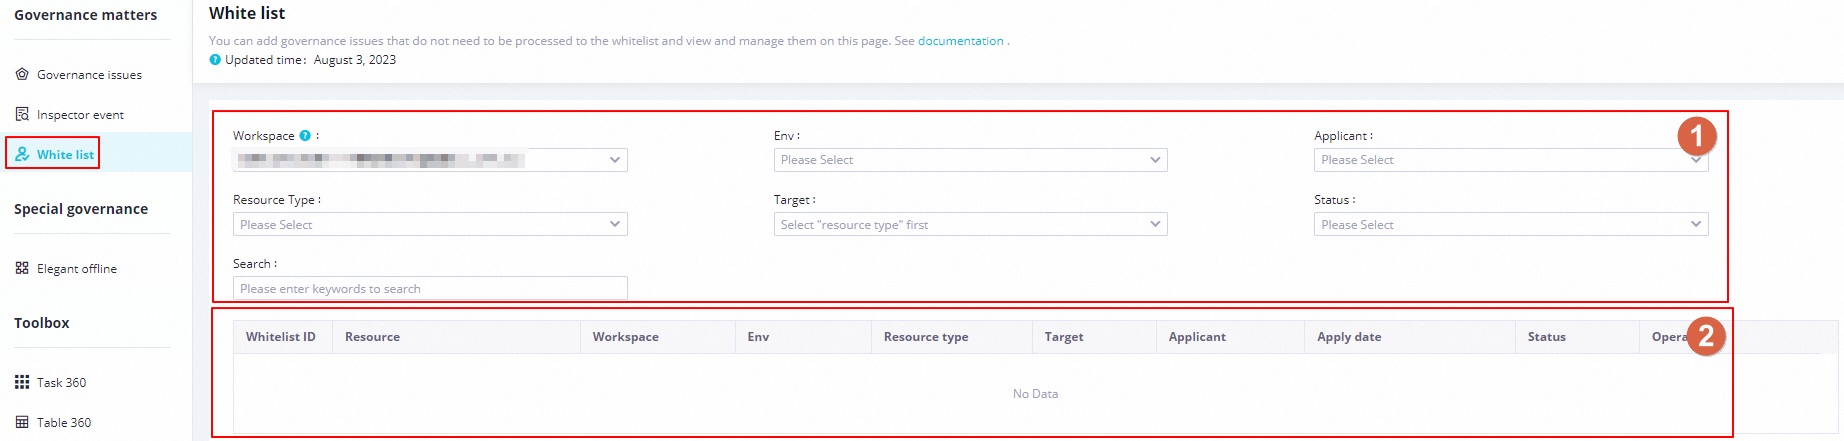 Governance matters
Governance issues
Inspector event
White list
Special governance
Elegant offline
Toolbox
Task 360
Table 360
White list
You can add governance issues that do not need to be processed to the whitelist and view and manage them on this page. See documentation .
Updated time: August 3, 2023
1
Workspace ? :
Env :
Applicant :
Please Select
Please Select
Resource Type :
Target :
Status :
Please Select
Select "resource type" first
Please Select
Search :
Please enter keywords to search
2
Whitelist ID Resource Workspace Env Resource type Target Applicant Apply date Status Opera
No Data